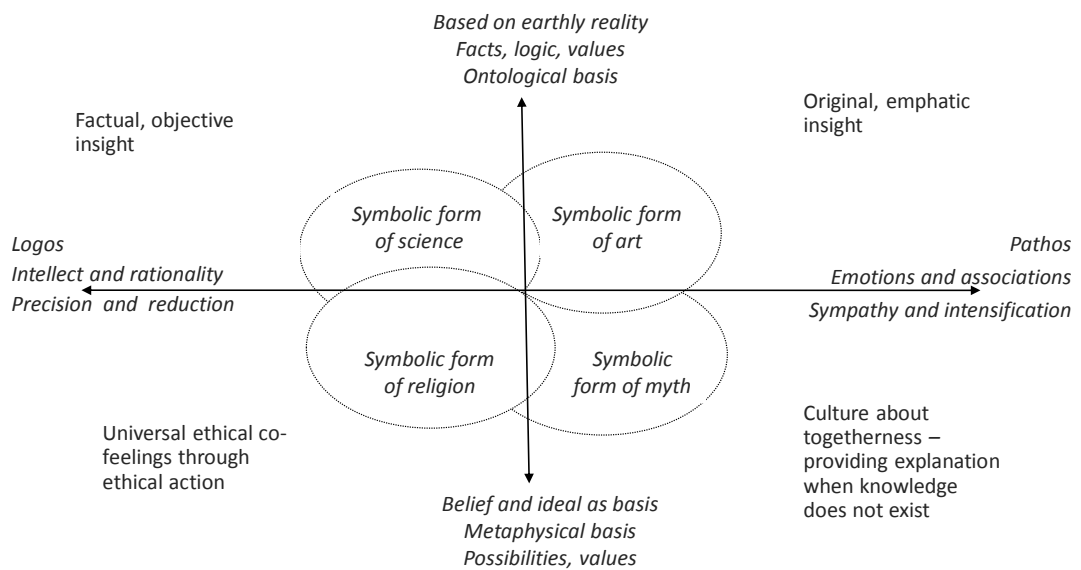 Based on earthly reality
Facts, logic, values
Ontological basis
Factual, objective
insight
Original, emphatic
insight
Symbolic form
of science
Symbolic form
of art
Logos
Intellect and rationality
Precision and reduction
Pathos
Emotions and associations
Sympathy and intensification
Symbolic form
of religion
Symbolic
form of myth
Universal ethical co-
feelings through
ethical action
Culture about
togetherness –
providing explanation
when knowledge
does not exist
Belief and ideal as basis
Metaphysical basis
Possibilities, values